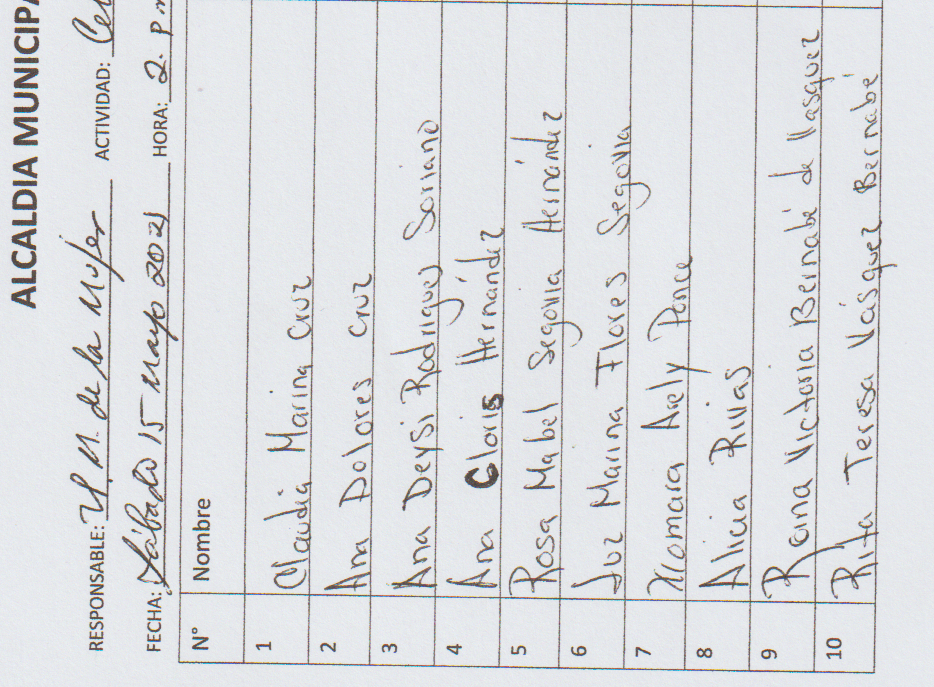 ALCALDIA MUNICIPA
RESPONSABLE: U. M. de la Mujer ACTIVIDAD: Cel
FECHA: Sábado 15 mayo 2021 HORA: 2. p.m
N° Nombre
1 Claudia Marina Cruz
2 Ana Dolores Cruz
3 Ana Deysi Rodriguez Soriano
4 Ana Gloris Hernández
5 Rosa Mabel Segovia Hernández
6 Luz Marina Flores Segovia
7 Xiomara Arely Ponce
8 Alicia Rivas
9 Reina Victoria Bernabé de Vasquez
10 Rita Teresa Vásquez Bernabé